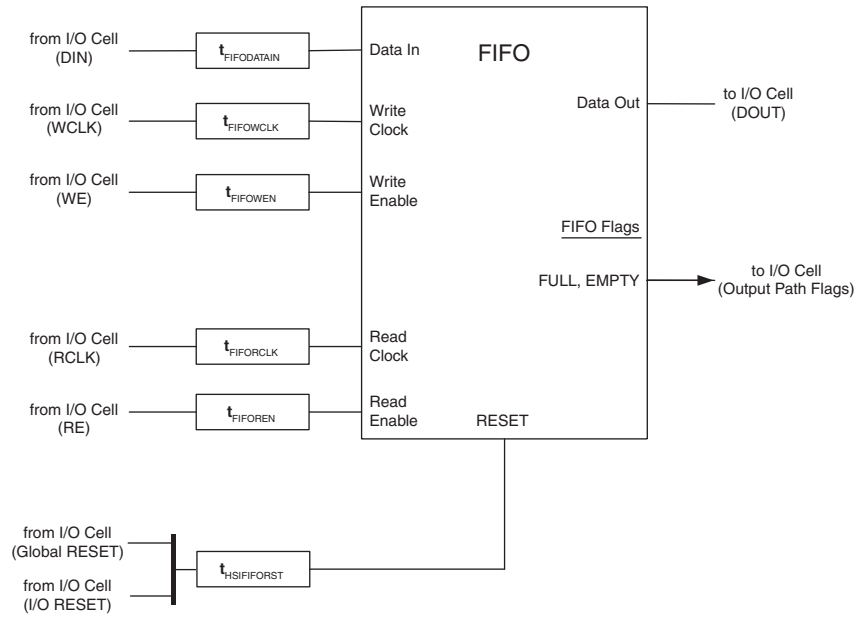 from I/O Cell
(DIN)
tFIFODATAIN
Data In
FIFO
from I/O Cell
(WCLK)
tFIFOWCLK
Write
Clock
Data Out
to I/O Cell
(DOUT)
from I/O Cell
(WE)
tFIFOWEN
Write
Enable
FIFO Flags
FULL, EMPTY
to I/O Cell
(Output Path Flags)
from I/O Cell
(RCLK)
tFIFORCLK
Read
Clock
from I/O Cell
(RE)
tFIFOREN
Read
Enable
RESET
from I/O Cell
(Global RESET)
tHSIFIFORST
from I/O Cell
(I/O RESET)